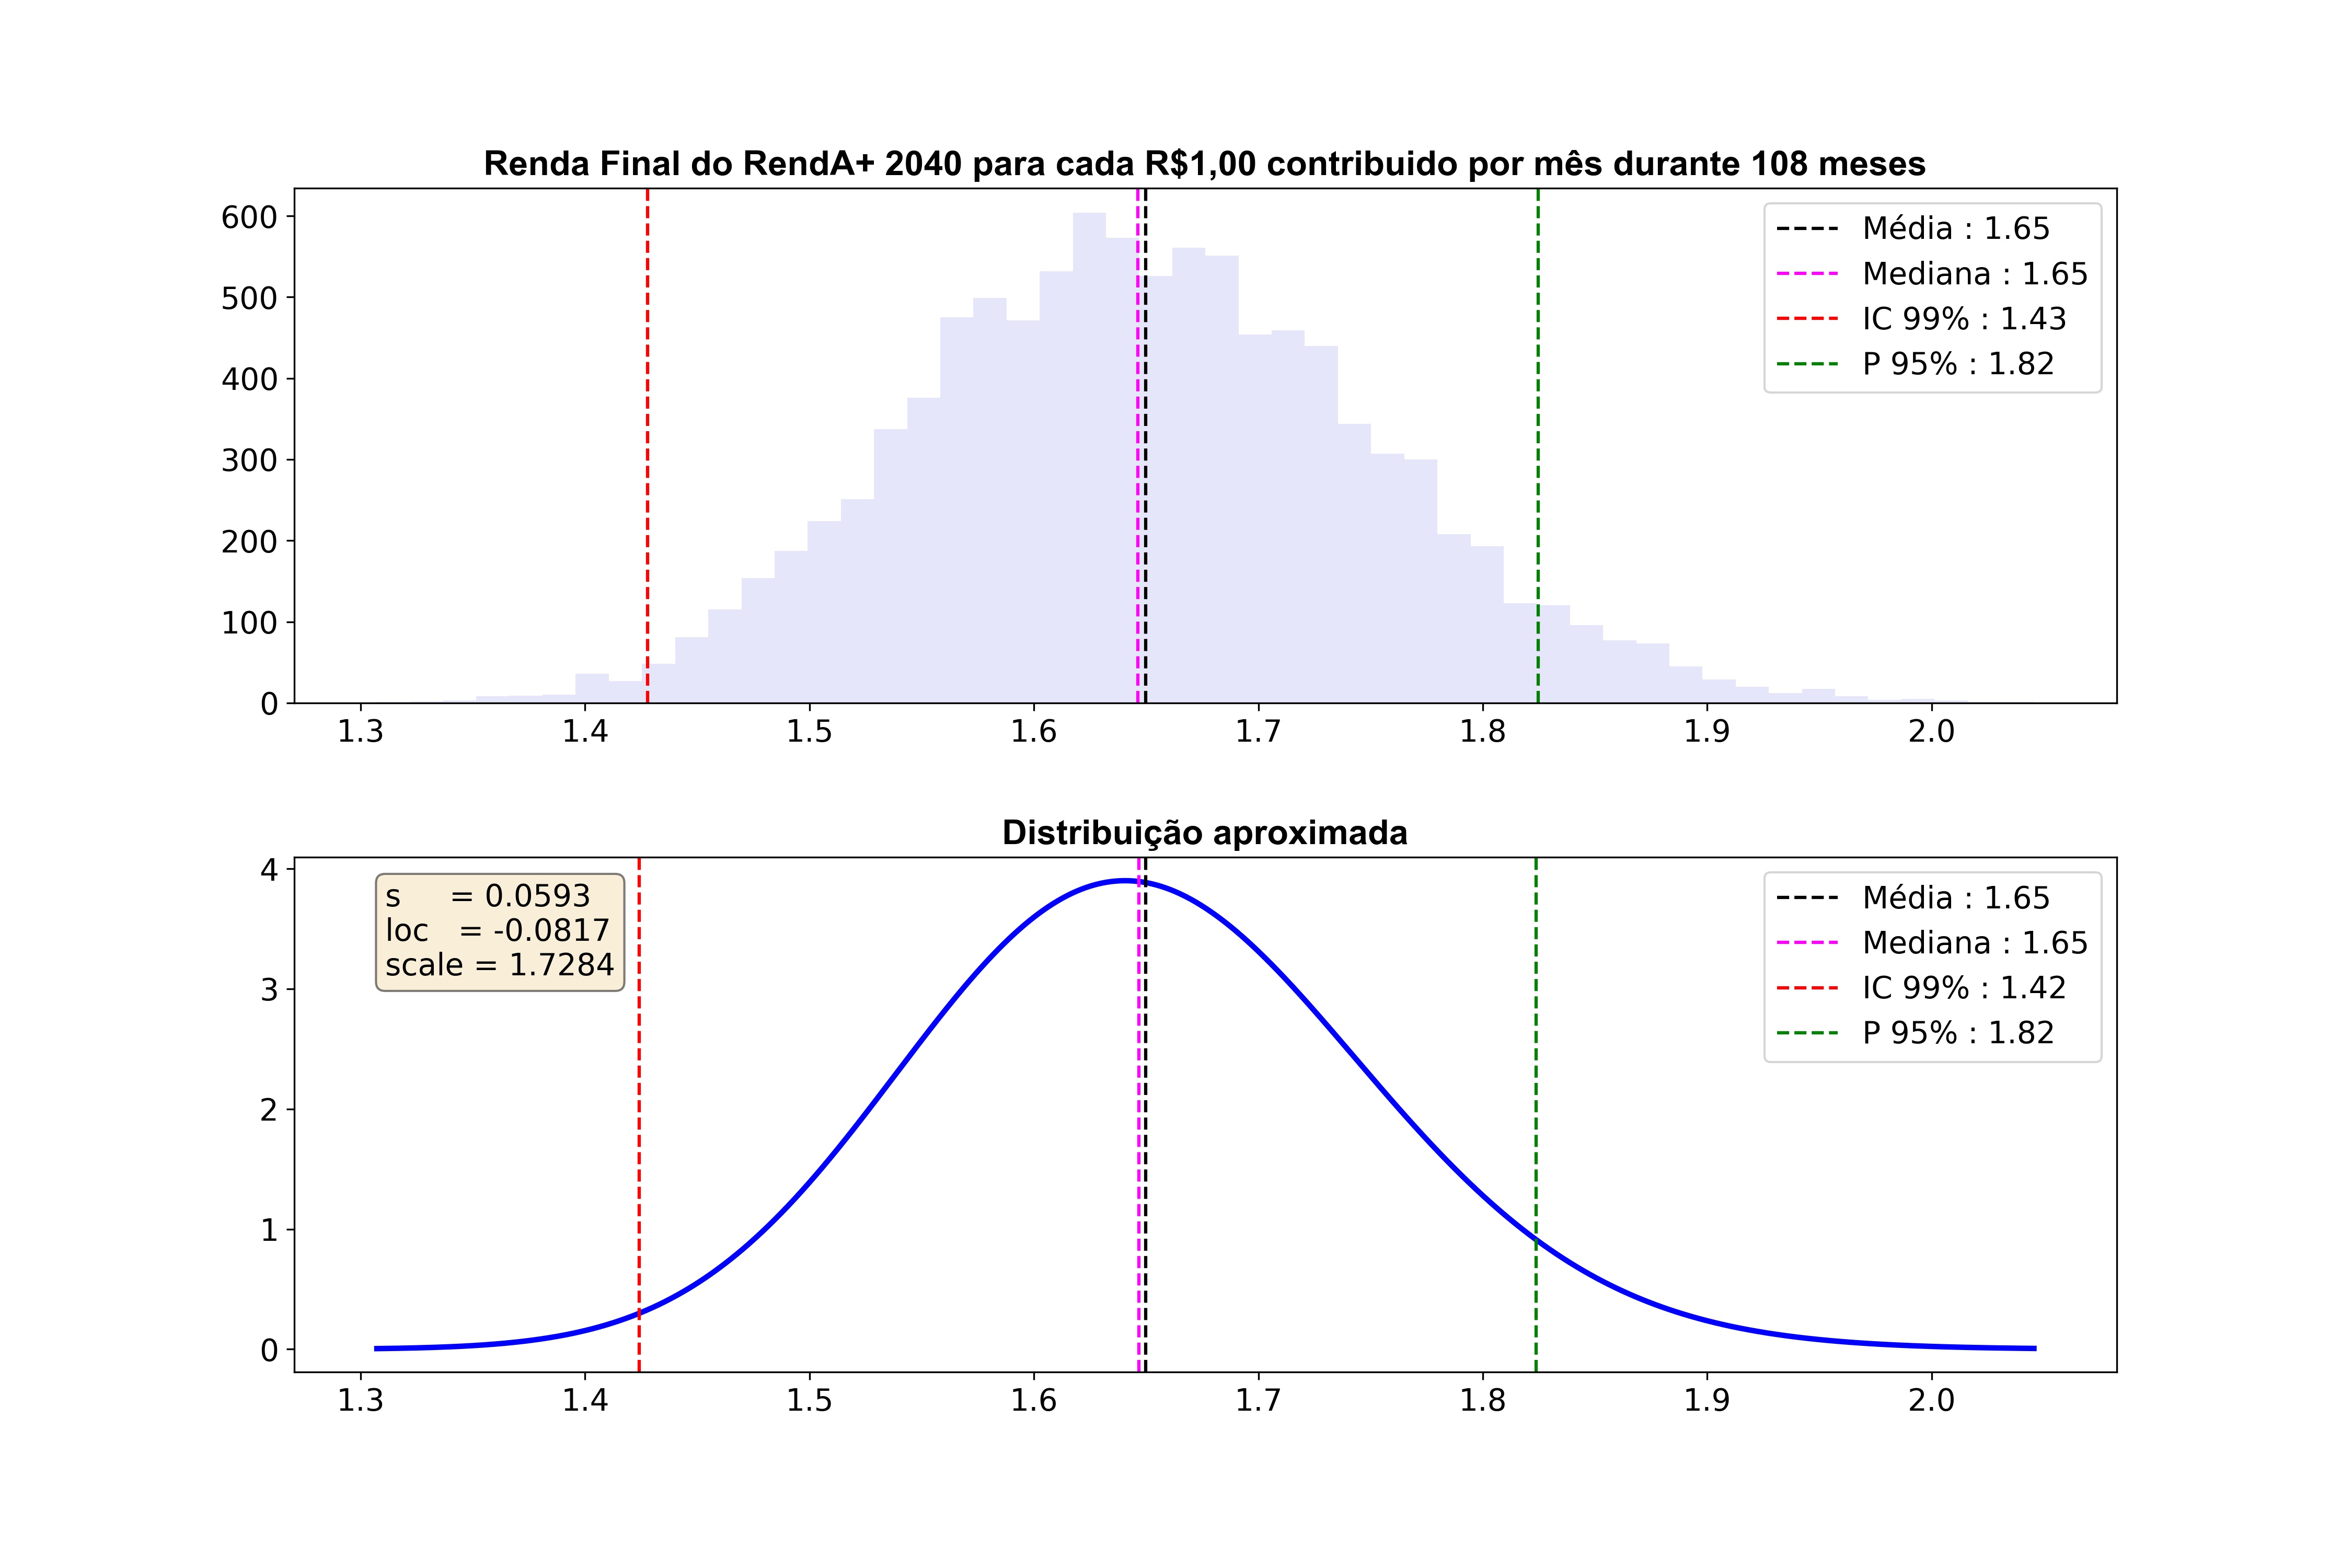 Renda Final do RendA+ 2040 para cada R$1,00 contribuido por mês durante 108 meses
600
500
400
300
200
100
0
Média : 1.65
Mediana : 1.65
IC 99% : 1.43
P 95% : 1.82
1.3 1.4 1.5 1.6 1.7 1.8 1.9 2.0
Distribuição aproximada
4
3
2
1
0
s = 0.0593
loc = -0.0817
scale = 1.7284
Média : 1.65
Mediana : 1.65
IC 99% : 1.42
P 95% : 1.82
1.3 1.4 1.5 1.6 1.7 1.8 1.9 2.0